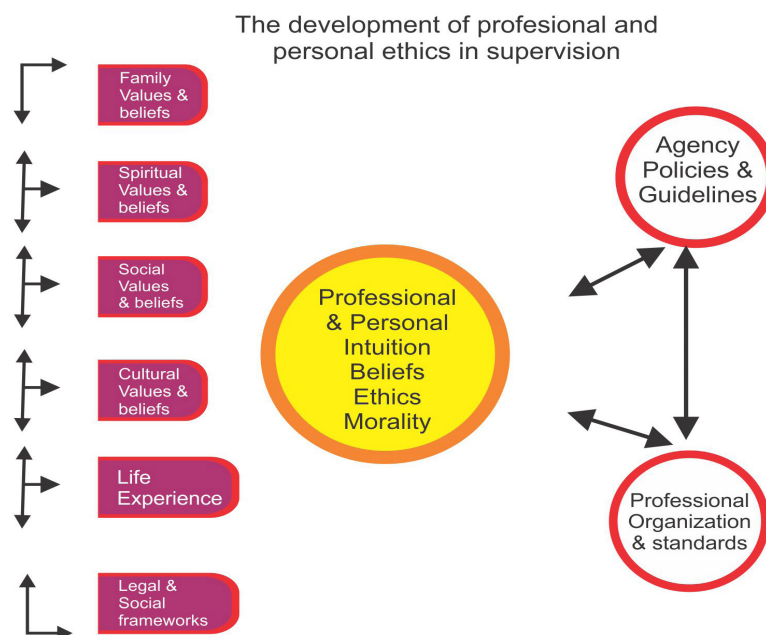 The development of profesional and
personal ethics in supervision
Family
Values &
beliefs
Spiritual
Values &
beliefs
Social
Values
& beliefs
Cultural
Values &
beliefs
Life
Experience
Legal &
Social
frameworks
Professional
& Personal
Intuition
Beliefs
Ethics
Morality
Agency
Policies &
Guidelines
Professional
Organization
& standards